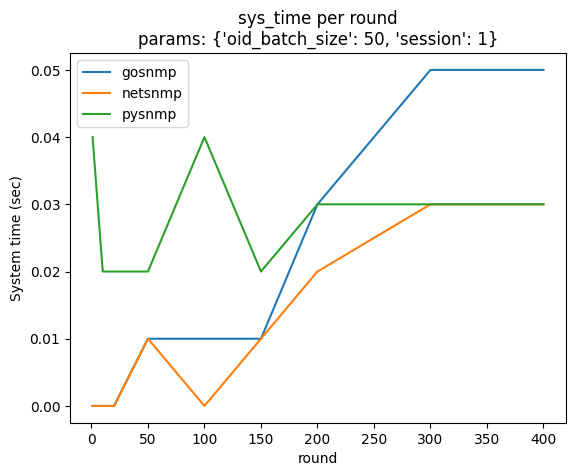 sys_time per round
params: {'oid_batch_size': 50, 'session': 1}
gosnmp
netsnmp
pysnmp
System time (sec)
0.05
0.04
0.03
0.02
0.01
0.00
0 50 100 150 200 250 300 350 400
round